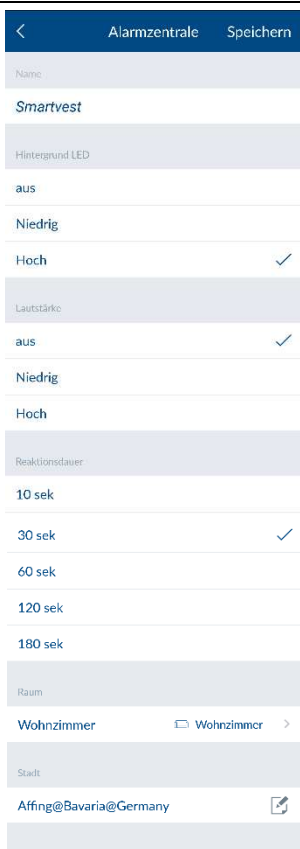 Alarmzentrale Speichern
Name
Smartvest
Hintergrund LED
aus
Niedrig
Hoch
Lautstärke
aus
Niedrig
Hoch
Reaktionsdauer
10 sek
30 sek
60 sek
120 sek
180 sek
Raum
Wohnzimmer Wohnzimmer
Stadt
Affing@Bavaria@Germany